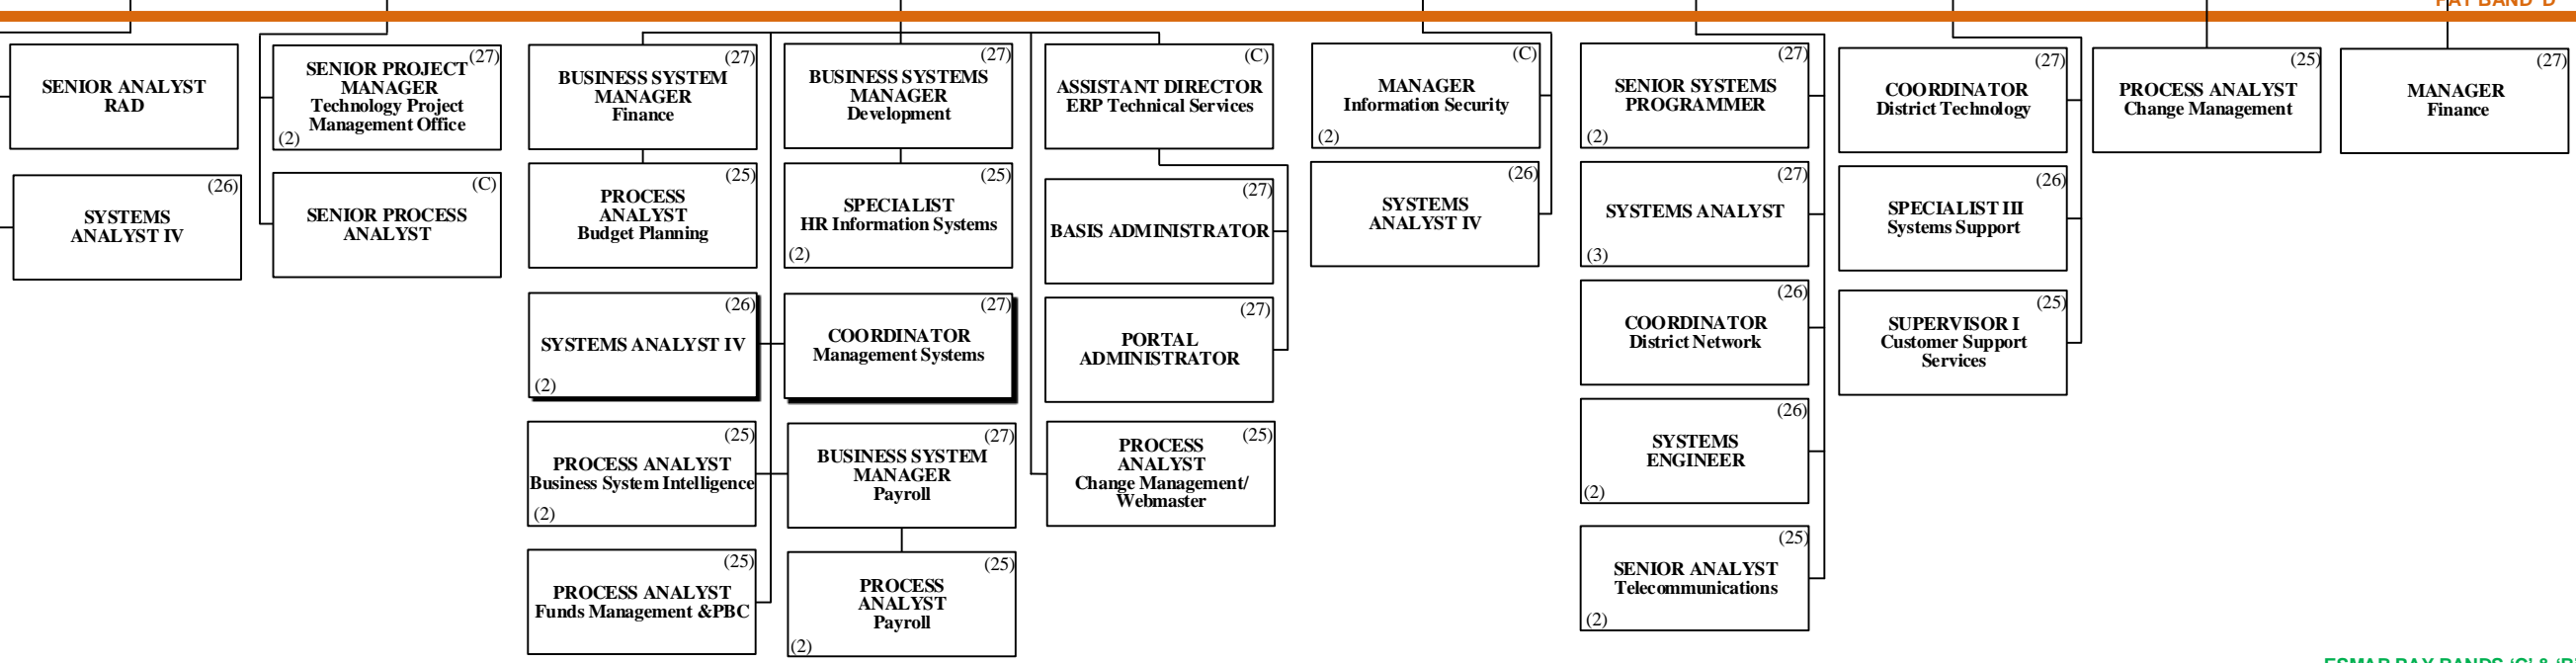 SENIOR ANALYST
RAD
(26)
SYSTEMS
ANALYST IV
(27)
SENIOR PROJECT
MANAGER
Technology Project
Management Office
(2)
(C)
SENIOR PROCESS
ANALYST
(27)
BUSINESS SYSTEM
MANAGER
Finance
(25)
PROCESS
ANALYST
Budget Planning
(26)
SYSTEMS ANALYST IV
(2)
(25)
PROCESS ANALYST
Business System Intelligence
(2)
(25)
PROCESS ANALYST
Funds Management &PBC
(27)
BUSINESS SYSTEMS
MANAGER
Development
(25)
SPECIALIST
HR Information Systems
(2)
(27)
COORDINATOR
Management Systems
(27)
BUSINESS SYSTEM
MANAGER
Payroll
(25)
PROCESS
ANALYST
Payroll
(2)
(C)
ASSISTANT DIRECTOR
ERP Technical Services
(27)
BASIS ADMINISTRATOR
(27)
PORTAL
ADMINISTRATOR
(25)
PROCESS
ANALYST
Change Management/
Webmaster
(C)
MANAGER
Information Security
(2)
(26)
SYSTEMS
ANALYST IV
(27)
SENIOR SYSTEMS
PROGRAMMER
(2)
(27)
SYSTEMS ANALYST
(3)
(26)
COORDINATOR
District Network
(26)
SYSTEMS
ENGINEER
(2)
(25)
SENIOR ANALYST
Telecommunications
(2)
(27)
COORDINATOR
District Technology
(26)
SPECIALIST III
Systems Support
(25)
SUPERVISOR I
Customer Support
Services
(25)
PROCESS ANALYST
Change Management
(27)
MANAGER
Finance